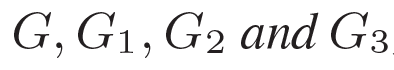 G, G₁, G₂ and G₃,